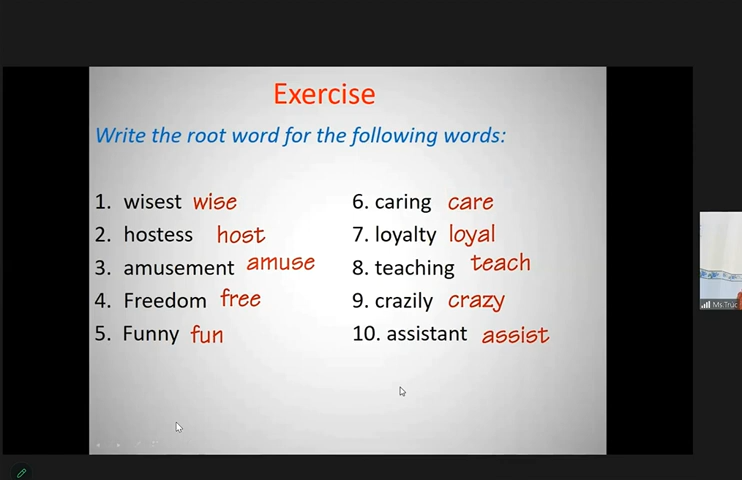 Exercise
Write the root word for the following words:
1. wisest wise
2. hostess host
3. amusement amuse
4. Freedom free
5. Funny fun
6. caring care
7. loyalty loyal
8. teaching teach
9. crazily crazy
10. assistant assist
Ms.Truc